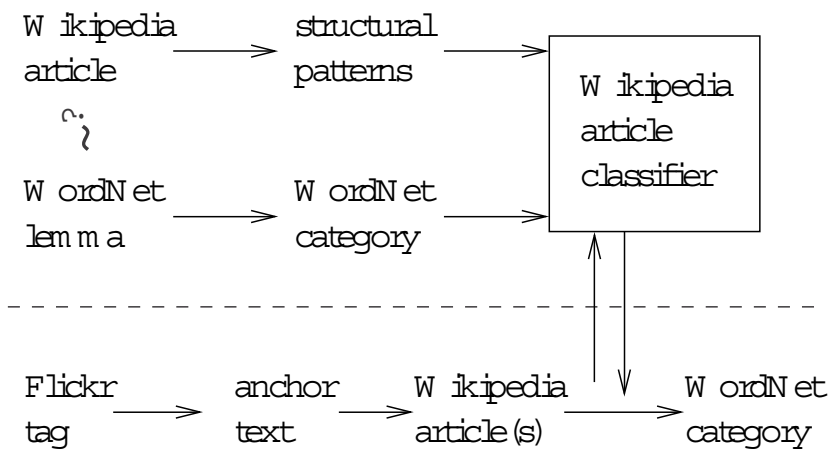 Wikipedia
article
structural
patterns
Wikipedia
article
classifier
?
~
WordNet
lemma
WordNet
category
Flickr
tag
anchor
text
Wikipedia
article(s)
WordNet
category